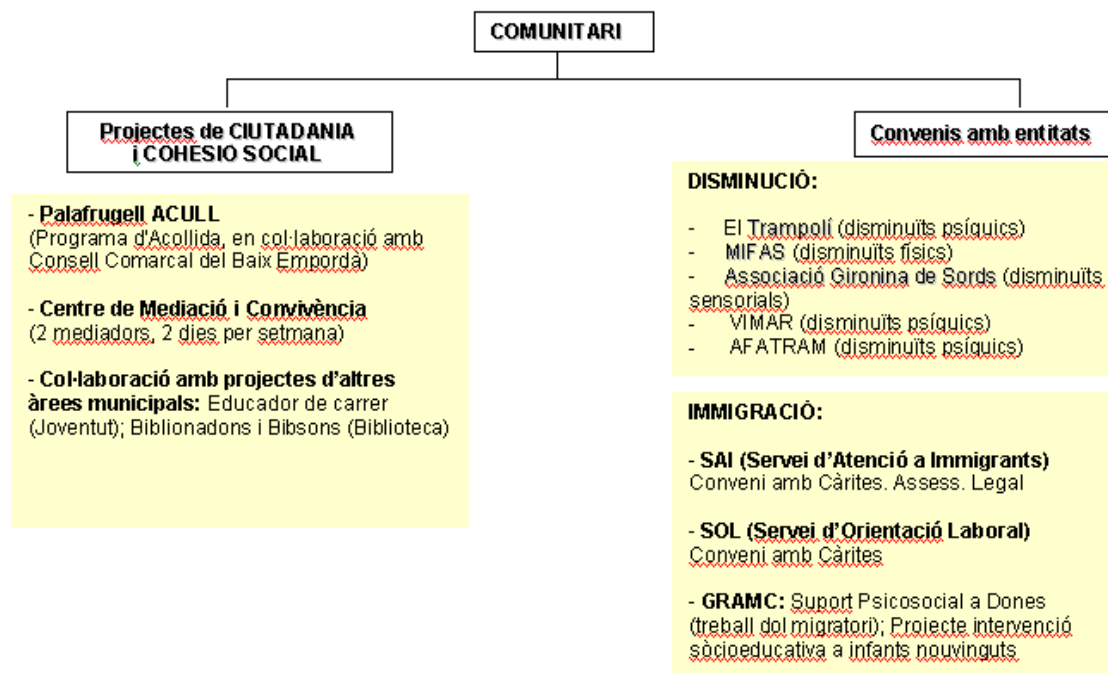 COMUNITARI
Projectes de CIUTADANIA
i COHESIÓ SOCIAL
- Palafrugell ACULL
(Programa d'Acollida, en col·laboració amb
Consell Comarcal del Baix Empordà)
- Centre de Mediació i Convivència
(2 mediadors, 2 dies per setmana)
- Col·laboració amb projectes d'altres
àrees municipals: Educador de carrer
(Joventut); Biblionadons i Bibsons (Biblioteca)
Convenis amb entitats
DISMINUCIÓ:
- El Trampolí (disminuïts psíquics)
- MIFAS (disminuïts físics)
- Associació Gironina de Sords (disminuïts
sensorials)
- VIMAR (disminuïts psíquics)
- AFATRAM (disminuïts psíquics)
IMMIGRACIÓ:
- SAI (Servei d'Atenció a Immigrants)
Conveni amb Càrites. Assess. Legal
- SOL (Servei d'Orientació Laboral)
Conveni amb Càrites
- GRAMC: Suport Psicosocial a Dones
(treball dol migratori); Projecte intervenció
sòcioeducativa a infants nouvinguts